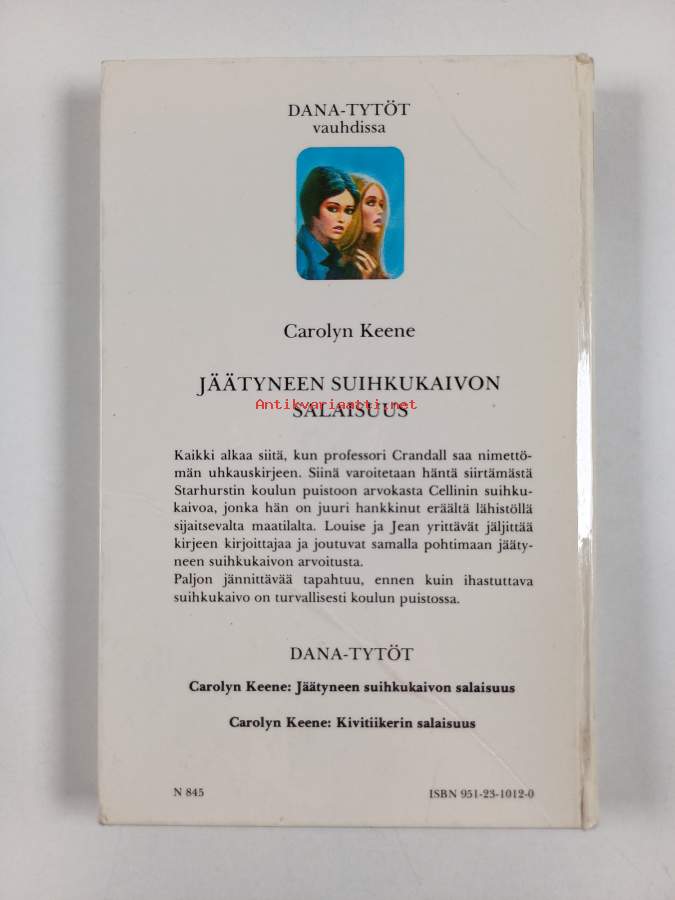 DANA-TYTÖT
vauhdissa
Carolyn Keene
JÄÄTYNEEN SUIHKUKAIVON
Antikvariaatti.net
SALAISUUS
Kaikki alkaa siitä, kun professori Crandall saa nimettö-
män uhkauskirjeen. Siinä varoitetaan häntä siirtämästä
Starhurstin koulun puistoon arvokasta Cellinin suihku-
kaivoa, jonka hän on juuri hankkinut eräältä lähistöllä
sijaitsevalta maatilalta. Louise ja Jean yrittävät jäljittää
kirjeen kirjoittajaa ja joutuvat samalla pohtimaan jääty-
neen suihkukaivon arvoitusta.
Paljon jännittävää tapahtuu, ennen kuin ihastuttava
suihkukaivo on turvallisesti koulun puistossa.
DANA-TYTÖT
Carolyn Keene: Jäätyneen suihkukaivon salaisuus
Carolyn Keene: Kivitiikerin salaisuus
N 845
ISBN 951-23-1012-0